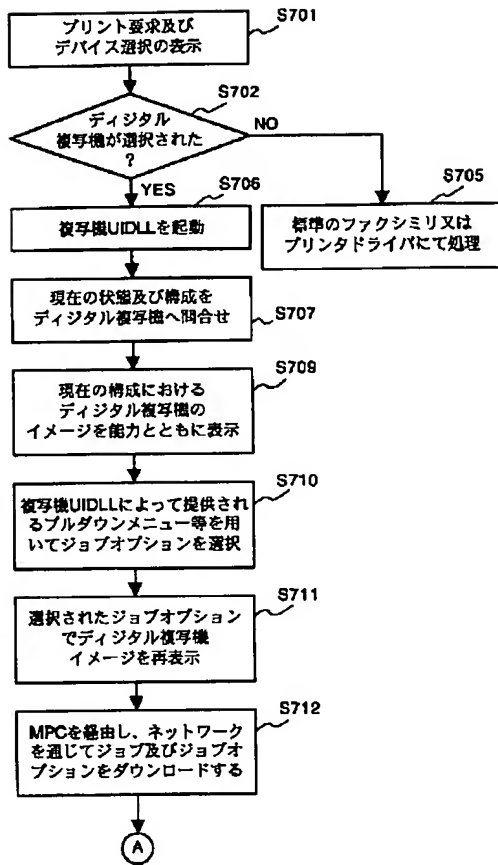 S701
プリント要求及び
デバイス選択の表示
S702
ディジタル
複写機が選択された
?
NO
YES
S705
標準のファクシミリ又は
プリンタドライバにて処理
S706
複写機UIDLLを起動
現在の状態及び構成を
ディジタル複写機へ問合せ
S707
S709
現在の構成における
ディジタル複写機の
イメージを能力とともに表示
S710
複写機UIDLLによって提供され
るプルダウンメニュー等を用
いてジョブオプションを選択
S711
選択されたジョブオプション
でディジタル複写機
イメージを再表示
S712
MPCを経由し、ネットワーク
を通じてジョブ及びジョブオ
プションをダウンロードする
A